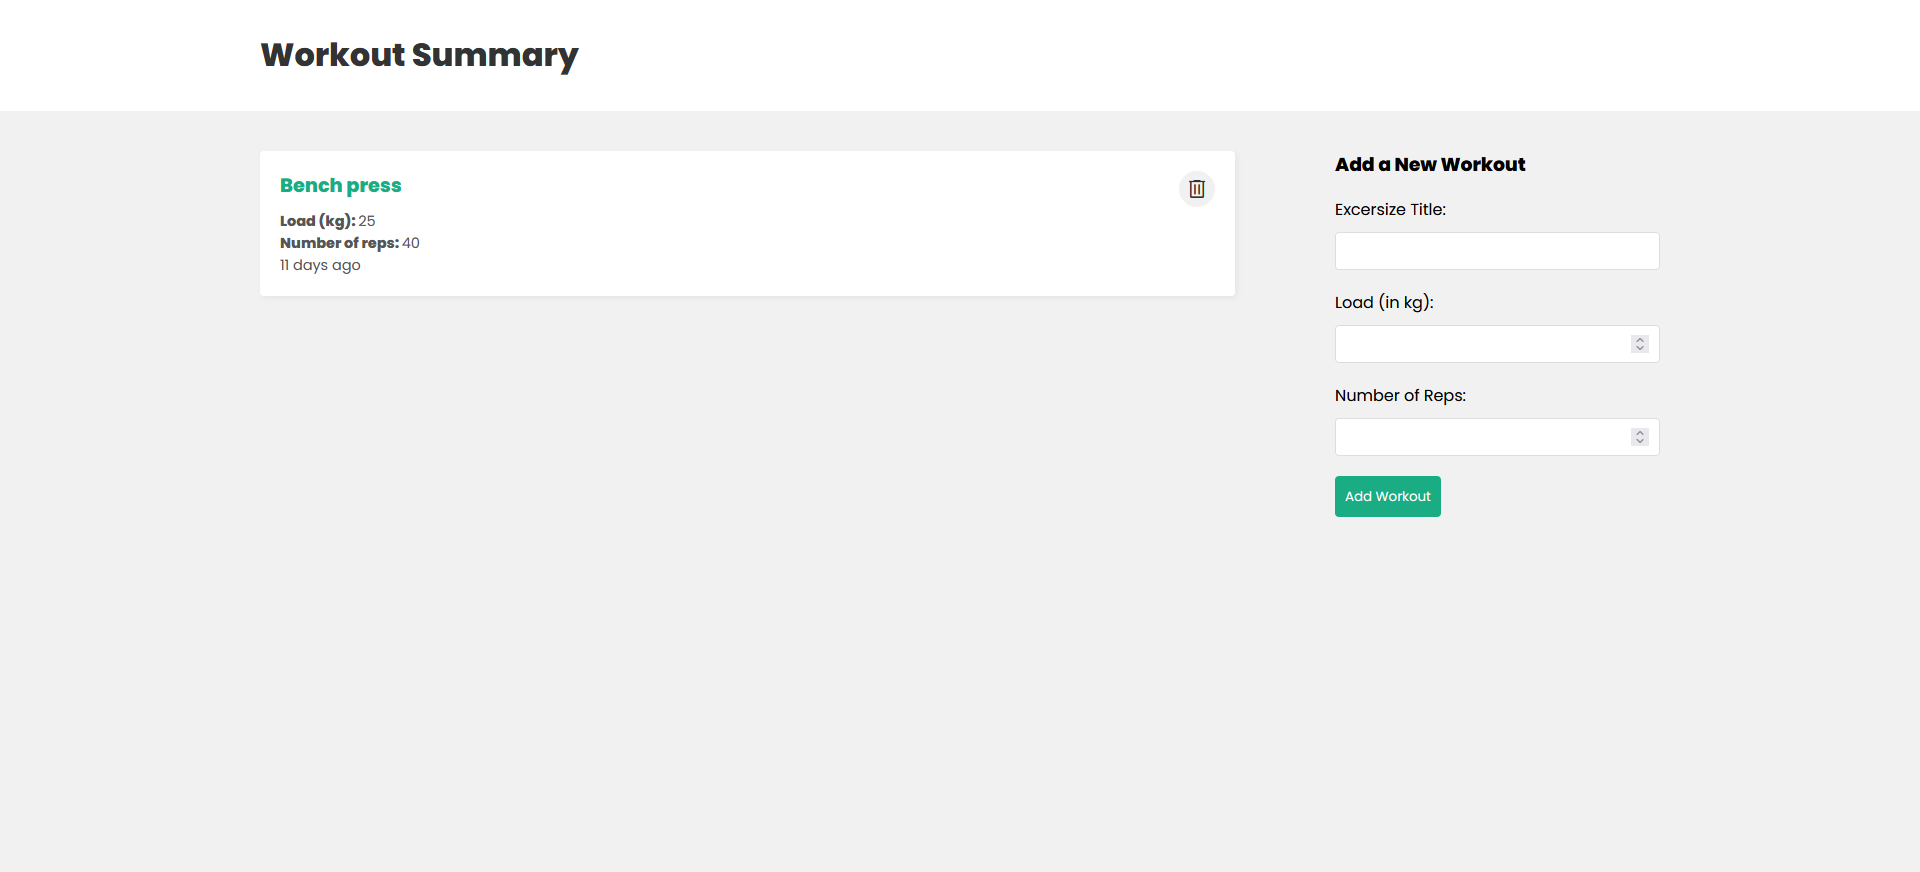 Workout Summary
Bench press
Load (kg): 25
Number of reps: 40
11 days ago
Add a New Workout
Excersize Title:
Load (in kg):
Number of Reps:
Add Workout